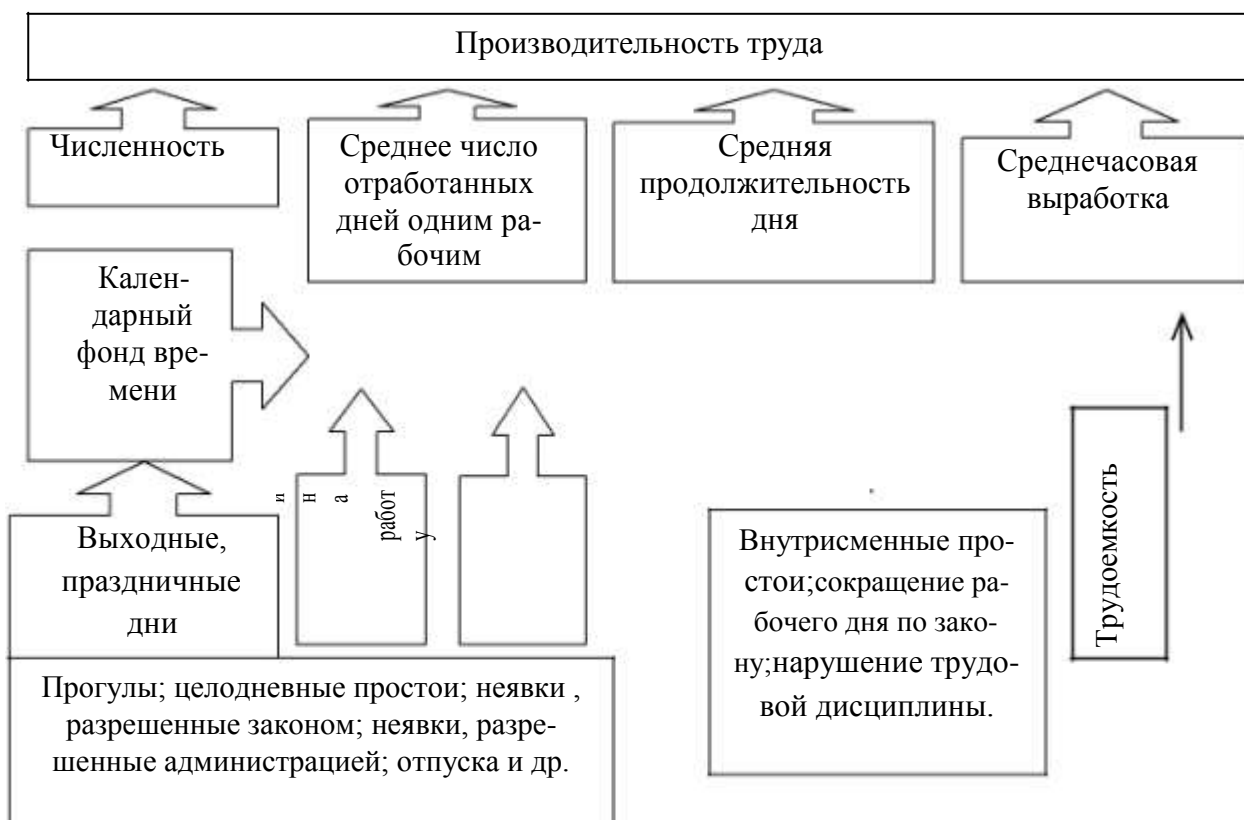 Производительность труда
Численность
Среднее число
отработанных
дней одним ра-
бочим
Средняя
продолжительность
дня
Среднечасовая
выработка
Кален-
дарный
фонд вре-
мени
Выходные,
праздничные
дни
и
н
а
работ
у
Внутрисменные про-
стои;сокращение ра-
бочего дня по зако-
ну;нарушение трудо-
вой дисциплины.
Трудоемкость
Прогулы; целодневные простои; неявки ,
разрешенные законом; неявки, разре-
шенные администрацией; отпуска и др.